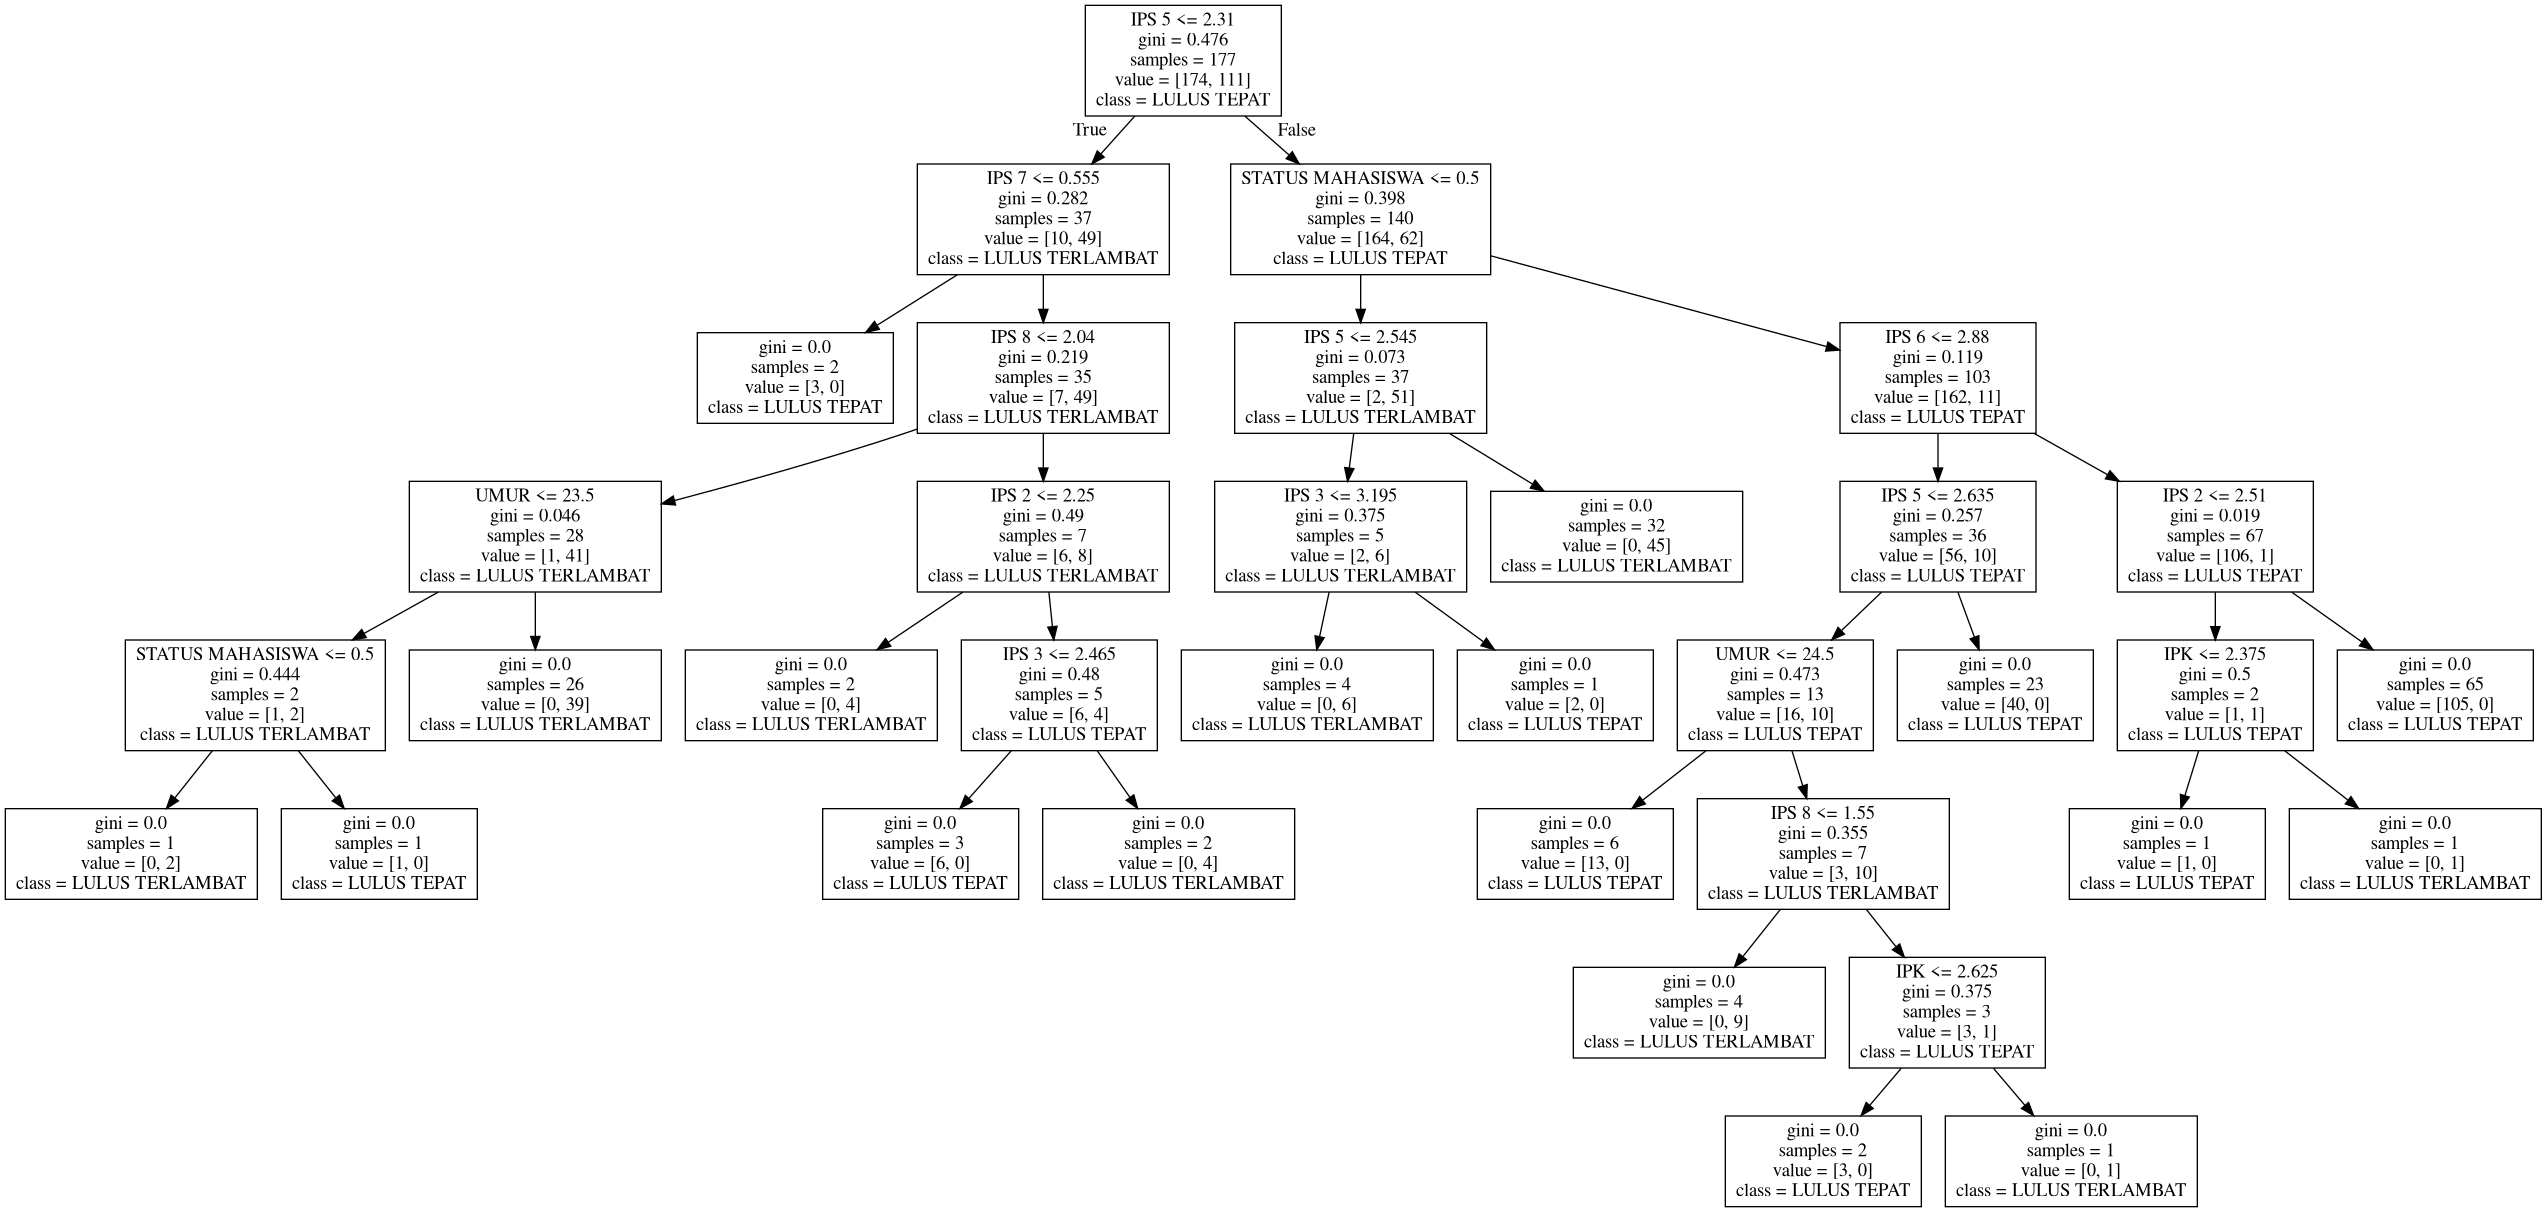 IPS 5 <= 2.31
gini = 0.476
samples = 177
value = [174, 111]
class = LULUS TEPAT
True
False
IPS 7 <= 0.555
gini = 0.282
samples = 37
value = [10, 49]
class = LULUS TERLAMBAT
STATUS MAHASISWA <= 0.5
gini = 0.398
samples = 140
value = [164, 62]
class = LULUS TEPAT
gini = 0.0
samples = 2
value = [3, 0]
class = LULUS TEPAT
IPS 8 <= 2.04
gini = 0.219
samples = 35
value = [7, 49]
class = LULUS TERLAMBAT
IPS 5 <= 2.545
gini = 0.073
samples = 37
value = [2, 51]
class = LULUS TERLAMBAT
IPS 6 <= 2.88
gini = 0.119
samples = 103
value = [162, 11]
class = LULUS TEPAT
UMUR <= 23.5
gini = 0.046
samples = 28
value = [1, 41]
class = LULUS TERLAMBAT
IPS 2 <= 2.25
gini = 0.49
samples = 7
value = [6, 8]
class = LULUS TERLAMBAT
IPS 3 <= 3.195
gini = 0.375
samples = 5
value = [2, 6]
class = LULUS TERLAMBAT
gini = 0.0
samples = 32
value = [0, 45]
class = LULUS TERLAMBAT
IPS 5 <= 2.635
gini = 0.257
samples = 36
value = [56, 10]
class = LULUS TEPAT
IPS 2 <= 2.51
gini = 0.019
samples = 67
value = [106, 1]
class = LULUS TEPAT
STATUS MAHASISWA <= 0.5
gini = 0.444
samples = 2
value = [1, 2]
class = LULUS TERLAMBAT
gini = 0.0
samples = 26
value = [0, 39]
class = LULUS TERLAMBAT
gini = 0.0
samples = 2
value = [0, 4]
class = LULUS TERLAMBAT
IPS 3 <= 2.465
gini = 0.48
samples = 5
value = [6, 4]
class = LULUS TEPAT
gini = 0.0
samples = 4
value = [0, 6]
class = LULUS TERLAMBAT
gini = 0.0
samples = 1
value = [2, 0]
class = LULUS TEPAT
UMUR <= 24.5
gini = 0.473
samples = 13
value = [16, 10]
class = LULUS TEPAT
gini = 0.0
samples = 23
value = [40, 0]
class = LULUS TEPAT
IPK <= 2.375
gini = 0.5
samples = 2
value = [1, 1]
class = LULUS TEPAT
gini = 0.0
samples = 65
value = [105, 0]
class = LULUS TEPAT
gini = 0.0
samples = 1
value = [0, 2]
class = LULUS TERLAMBAT
gini = 0.0
samples = 1
value = [1, 0]
class = LULUS TEPAT
gini = 0.0
samples = 3
value = [6, 0]
class = LULUS TEPAT
gini = 0.0
samples = 2
value = [0, 4]
class = LULUS TERLAMBAT
gini = 0.0
samples = 6
value = [13, 0]
class = LULUS TEPAT
IPS 8 <= 1.55
gini = 0.355
samples = 7
value = [3, 10]
class = LULUS TERLAMBAT
gini = 0.0
samples = 1
value = [1, 0]
class = LULUS TEPAT
gini = 0.0
samples = 1
value = [0, 1]
class = LULUS TERLAMBAT
gini = 0.0
samples = 4
value = [0, 9]
class = LULUS TERLAMBAT
IPK <= 2.625
gini = 0.375
samples = 3
value = [3, 1]
class = LULUS TEPAT
gini = 0.0
samples = 2
value = [3, 0]
class = LULUS TEPAT
gini = 0.0
samples = 1
value = [0, 1]
class = LULUS TERLAMBAT